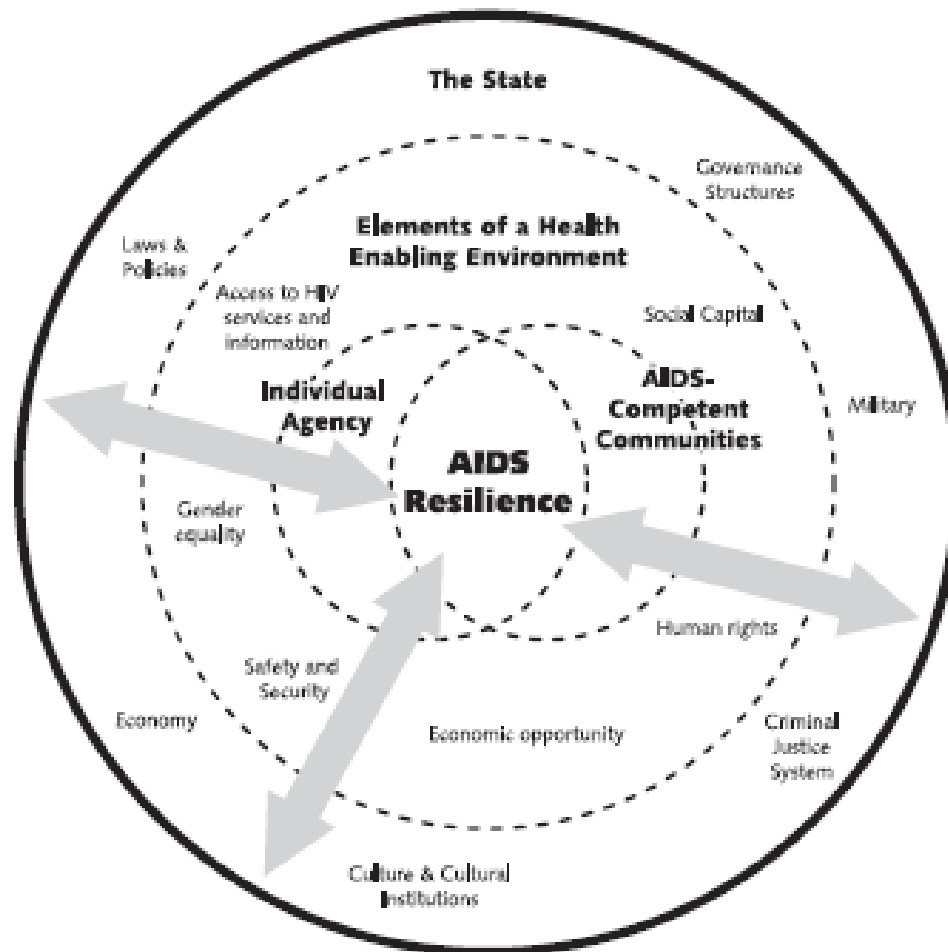 The State
Governance
Structures
Elements of a Health
Enabling Environment
Laws &
Policies
Access to HIV
services and
information
Social Capital
Individual
Agency
AIDS-
Competent
Communities
Military
AIDS
Resilience
Gender
equality
Human rights
Safety and
Security
Economy
Economic opportunity
Criminal
Justice
System
Culture & Cultural
Institutions